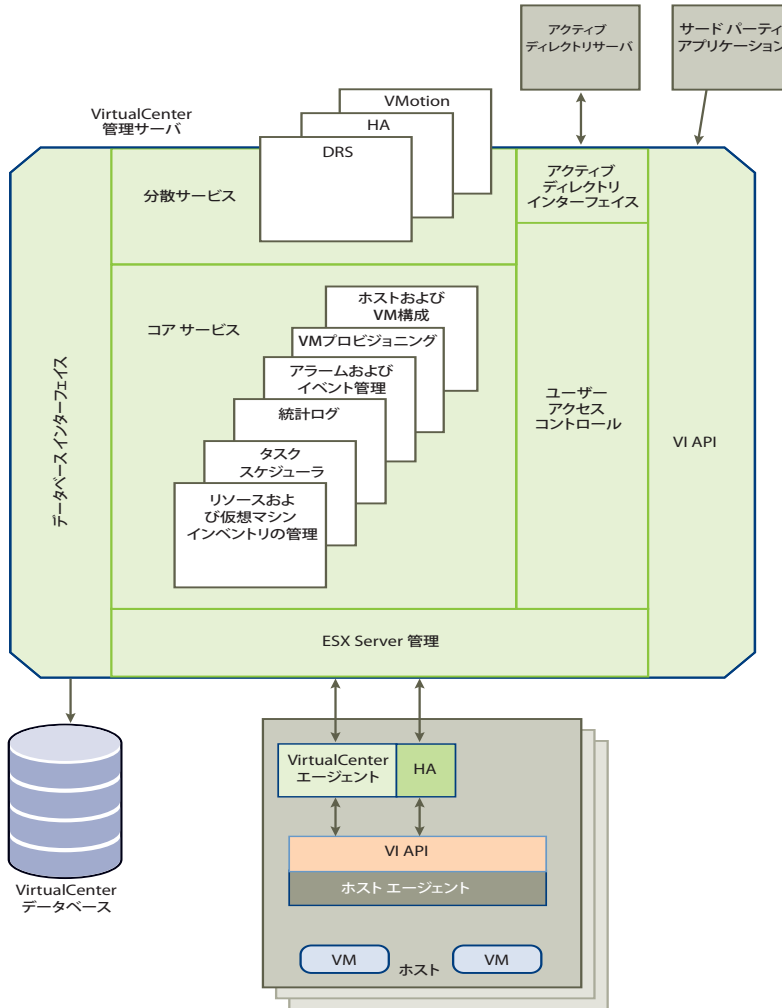 アクティブ
ディレクトリサーバ
サード パーティ
アプリケーション
VirtualCenter
管理サーバ
VMotion
HA
DRS
分散サービス
アクティブ
ディレクトリ
インターフェイス
コア サービス
ホストおよび
VM構成
VMプロビジョニング
アラームおよび
イベント管理
統計ログ
タスク
スケジューラ
リソースおよ
び仮想マシン
インベントリの管理
データベースインターフェイス
ユーザー
アクセス
コントロール
VI API
ESX Server 管理
VirtualCenter
エージェント
HA
VI API
ホスト エージェント
VM
ホスト
VM
VirtualCenter
データベース